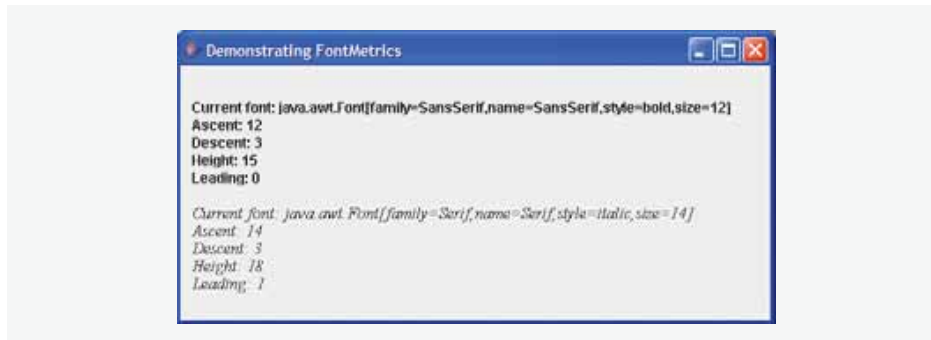 Demonstrating FontMetrics
Current font: java.awt.Font[family=SansSerif,name=SansSerif,style=bold,size=12]
Ascent: 12
Descent: 3
Height: 15
Leading: 0
Current font: java.awt.Font[family=Serif,name=Serif,style=italic,size=14]
Ascent: 14
Descent: 3
Height: 18
Leading: 1